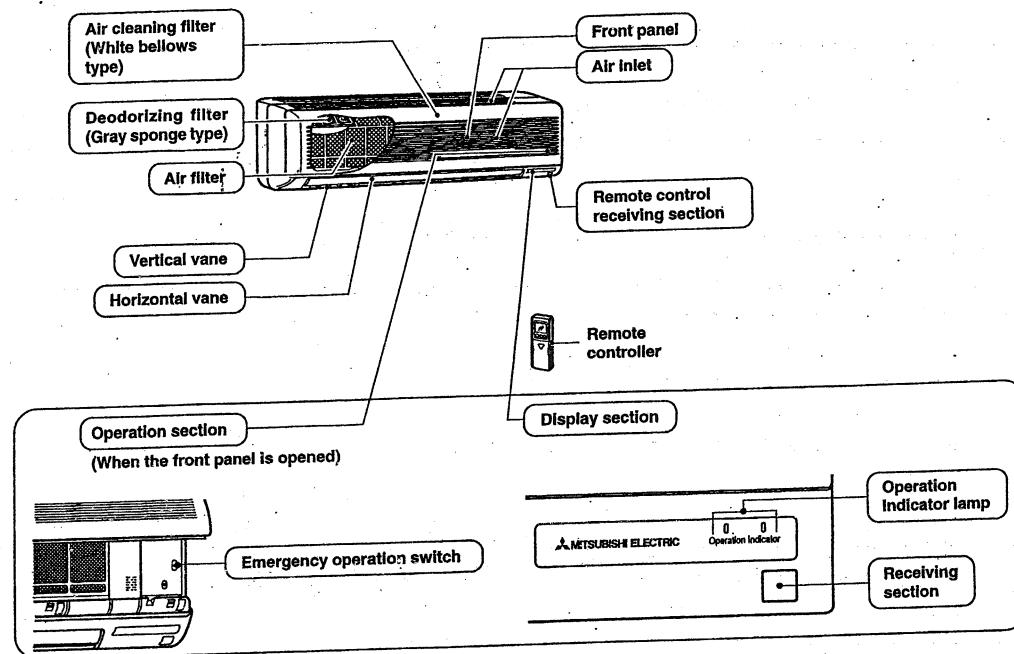 Air cleaning filter
(White bellows
type)
Front panel
Air inlet
Deodorizing filter
(Gray sponge type)
Air filter
Remote control
receiving section
Vertical vane
Horizontal vane
Remote
controller
Operation section
(When the front panel is opened)
Display section
Operation
Indicator lamp
MITSUBISHI ELECTRIC
Operation Indicator
Emergency operation switch
Receiving
section